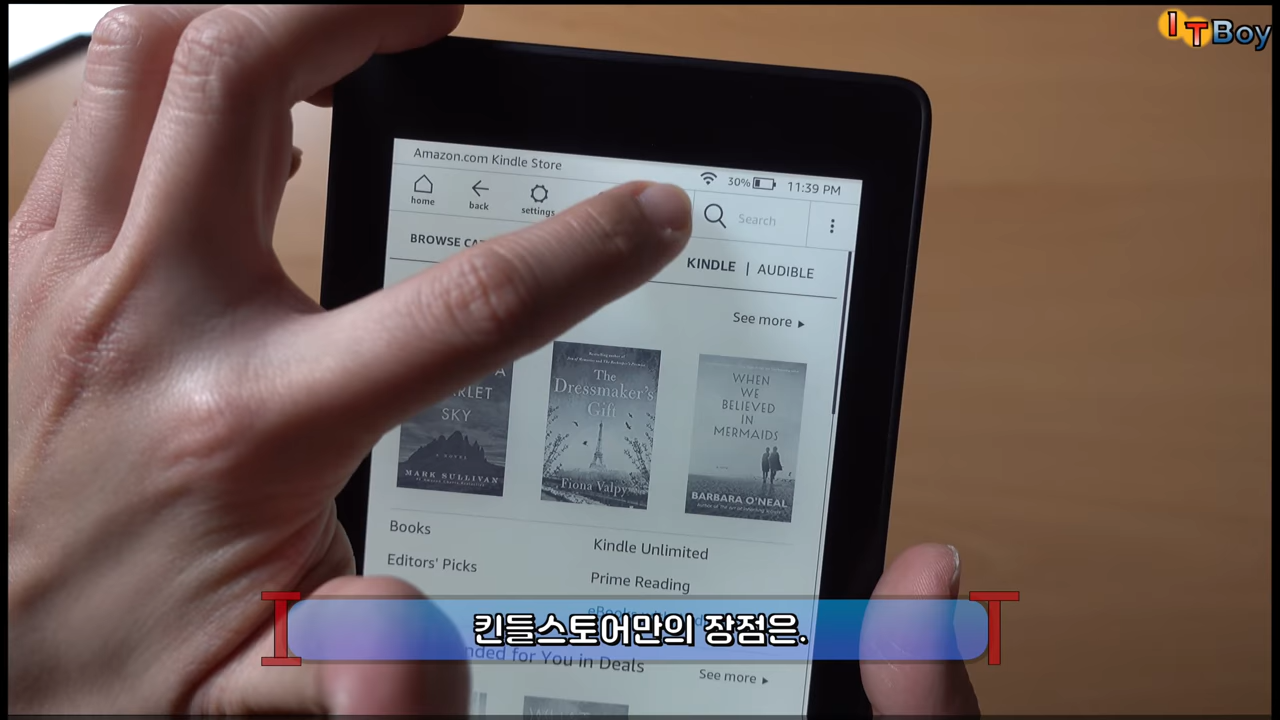 ITBoy
Amazon.com Kindle Store
30% 11:39 PM
home back settings Search
BROWSE
KINDLE | AUDIBLE
See more ▸
SKY
MARK SULLIVAN
The
Dressmaker's
Gift
Fiona Valpy
WHEN
WE
BELIEVED
IN
MERMAIDS
BARBARA O'NEAL
Books
Kindle Unlimited
Editors' Picks
Prime Reading
for You in Deals
See more ▸
I 킨들스토어만의 장점은. T